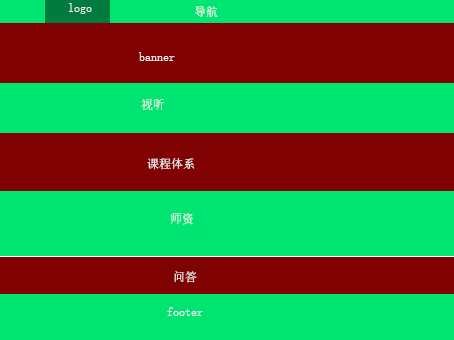 logo
导航
banner
视听
课程体系
师资
问答
footer